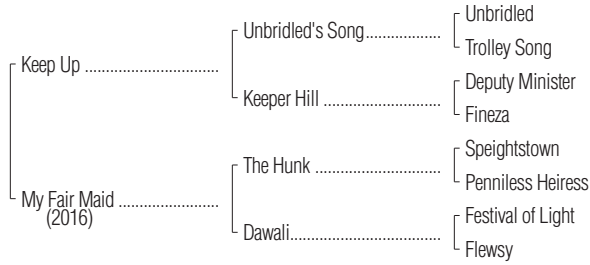 Unbridled
Unbridled's Song....................
Trolley Song
Keep Up ...................................
Deputy Minister
Keeper Hill ...............................
Fineza
Speightstown
The Hunk .................................
Penniless Heiress
My Fair Maid ..........................
(2016)
Festival of Light
Dawali........................................
Flewsy